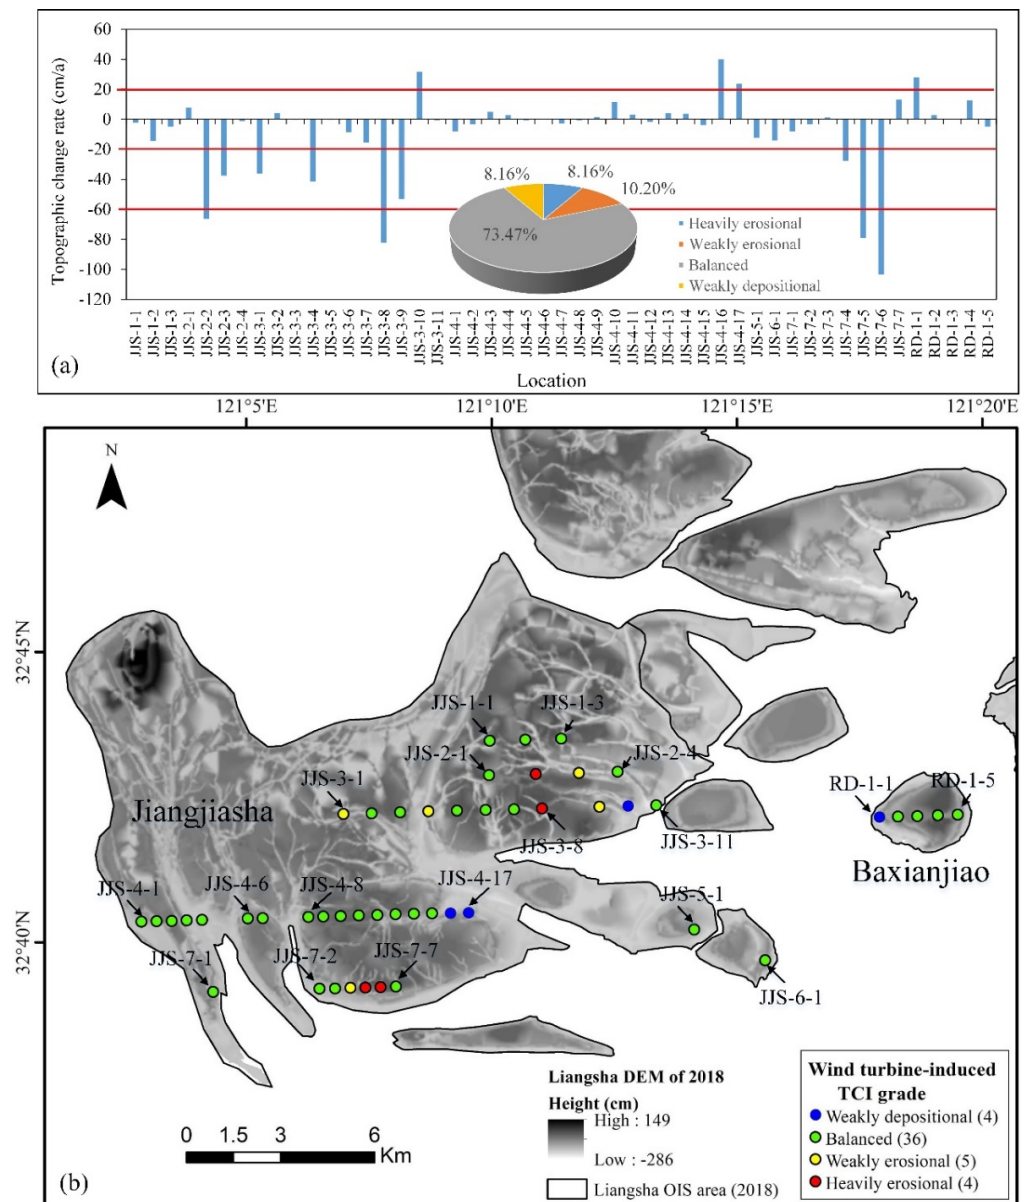 60
40
20
0
-20
-40
-60
-80
-100
-120
Topographic change rate (cm/a)
8.16%
8.16%
10.20%
73.47%
Heavily erosional
Weakly erosional
Balanced
Weakly depositional
JJS-1-1
JJS-1-2
JJS-1-3
JJS-2-1
JJS-2-2
JJS-2-3
JJS-2-4
JJS-3-1
JJS-3-2
JJS-3-3
JJS-3-4
JJS-3-5
JJS-3-6
JJS-3-7
JJS-3-8
JJS-3-9
JJS-3-10
JJS-3-11
JJS-4-1
JJS-4-2
JJS-4-3
JJS-4-4
JJS-4-5
JJS-4-6
JJS-4-7
JJS-4-8
JJS-4-9
JJS-4-10
JJS-4-11
JJS-4-12
JJS-4-13
JJS-4-14
JJS-4-15
JJS-4-16
JJS-4-17
JJS-5-1
JJS-6-1
JJS-7-1
JJS-7-2
JJS-7-3
JJS-7-4
JJS-7-5
JJS-7-6
JJS-7-7
RD-1-1
RD-1-2
RD-1-3
RD-1-4
RD-1-5
(a)
Location
121°5'E 121°10'E 121°15'E 121°20'E
N
32°45'N
32°40'N
JJS-1-1
JJS-1-3
JJS-2-1
JJS-2-4
JJS-3-1
RD-1-1
RD-1-5
Jiangjiasha
JJS-3-8
JJS-3-11
Baxianjiao
JJS-4-1
JJS-4-6
JJS-4-8
JJS-4-17
JJS-5-1
JJS-7-1
JJS-7-2
JJS-7-7
JJS-6-1
Liangsha DEM of 2018
Height (cm)
High : 149
Low : -286
Liangsha OIS area (2018)
Wind turbine-induced
TCI grade
Weakly depositional (4)
Balanced (36)
Weakly erosional (5)
Heavily erosional (4)
0 1.5 3 6
Km
(b)